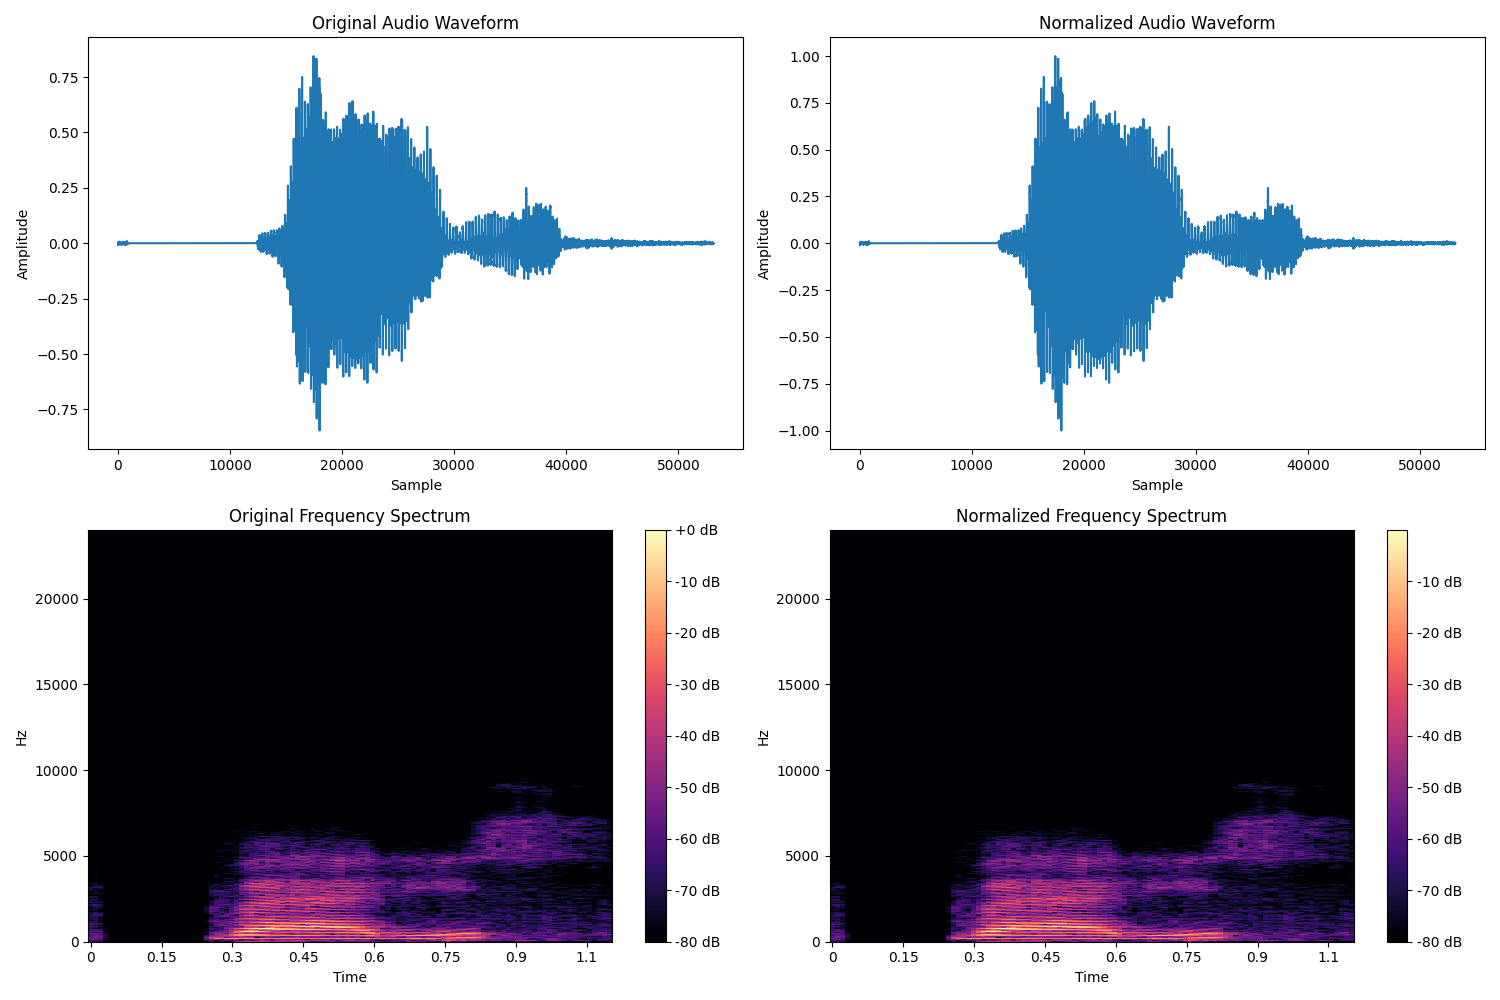 Original Audio Waveform
Amplitude
0.75
0.50
0.25
0.00
−0.25
−0.50
−0.75
0 10000 20000 30000 40000 50000
Sample
Normalized Audio Waveform
Amplitude
1.00
0.75
0.50
0.25
0.00
−0.25
−0.50
−0.75
−1.00
0 10000 20000 30000 40000 50000
Sample
Original Frequency Spectrum
Hz
20000
15000
10000
5000
0
0 0.15 0.3 0.45 0.6 0.75 0.9 1.1
Time
+0 dB
-10 dB
-20 dB
-30 dB
-40 dB
-50 dB
-60 dB
-70 dB
-80 dB
Normalized Frequency Spectrum
Hz
20000
15000
10000
5000
0
0 0.15 0.3 0.45 0.6 0.75 0.9 1.1
Time
-10 dB
-20 dB
-30 dB
-40 dB
-50 dB
-60 dB
-70 dB
-80 dB